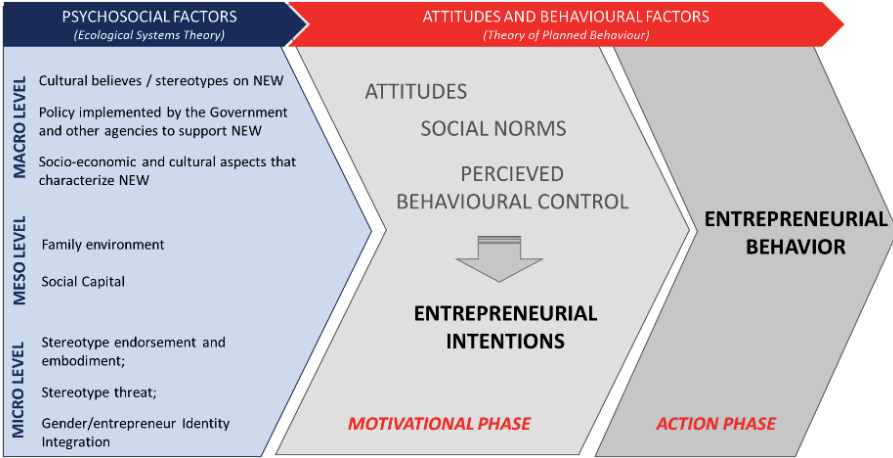 PSYCHOSOCIAL FACTORS
(Ecological Systems Theory)
ATTITUDES AND BEHAVIOURAL FACTORS
(Theory of Planned Behaviour)
MACRO LEVEL
Cultural believes / stereotypes on NEW
Policy implemented by the Government
and other agencies to support NEW
Socio-economic and cultural aspects that
characterize NEW
MESO LEVEL
Family environment
Social Capital
MICRO LEVEL
Stereotype endorsement and
embodiment;
Stereotype threat;
Gender/entrepreneur Identity
Integration
ATTITUDES
SOCIAL NORMS
PERCIEVED
BEHAVIOURAL CONTROL
ENTREPRENEURIAL
INTENTIONS
MOTIVATIONAL PHASE
ENTREPRENEURIAL
BEHAVIOR
ACTION PHASE